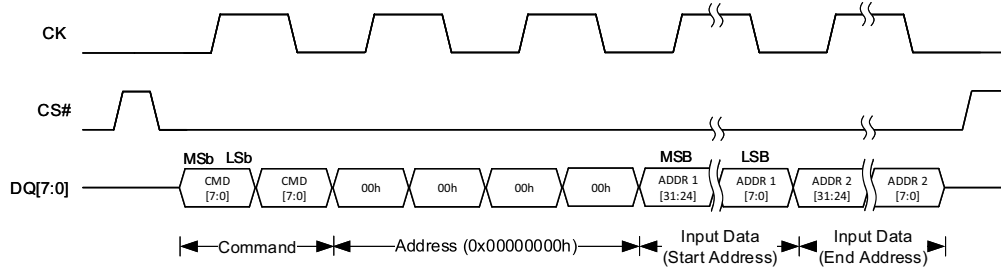 CK
CS#
MSb LSb MSB LSB
DQ[7:0] CMD [7:0] CMD [7:0] 00h 00h 00h 00h ADDR 1 [31:24] ADDR 1 [7:0] ADDR 2 [31:24] ADDR 2 [7:0]
Command Address (0x00000000h) Input Data (Start Address) Input Data (End Address)